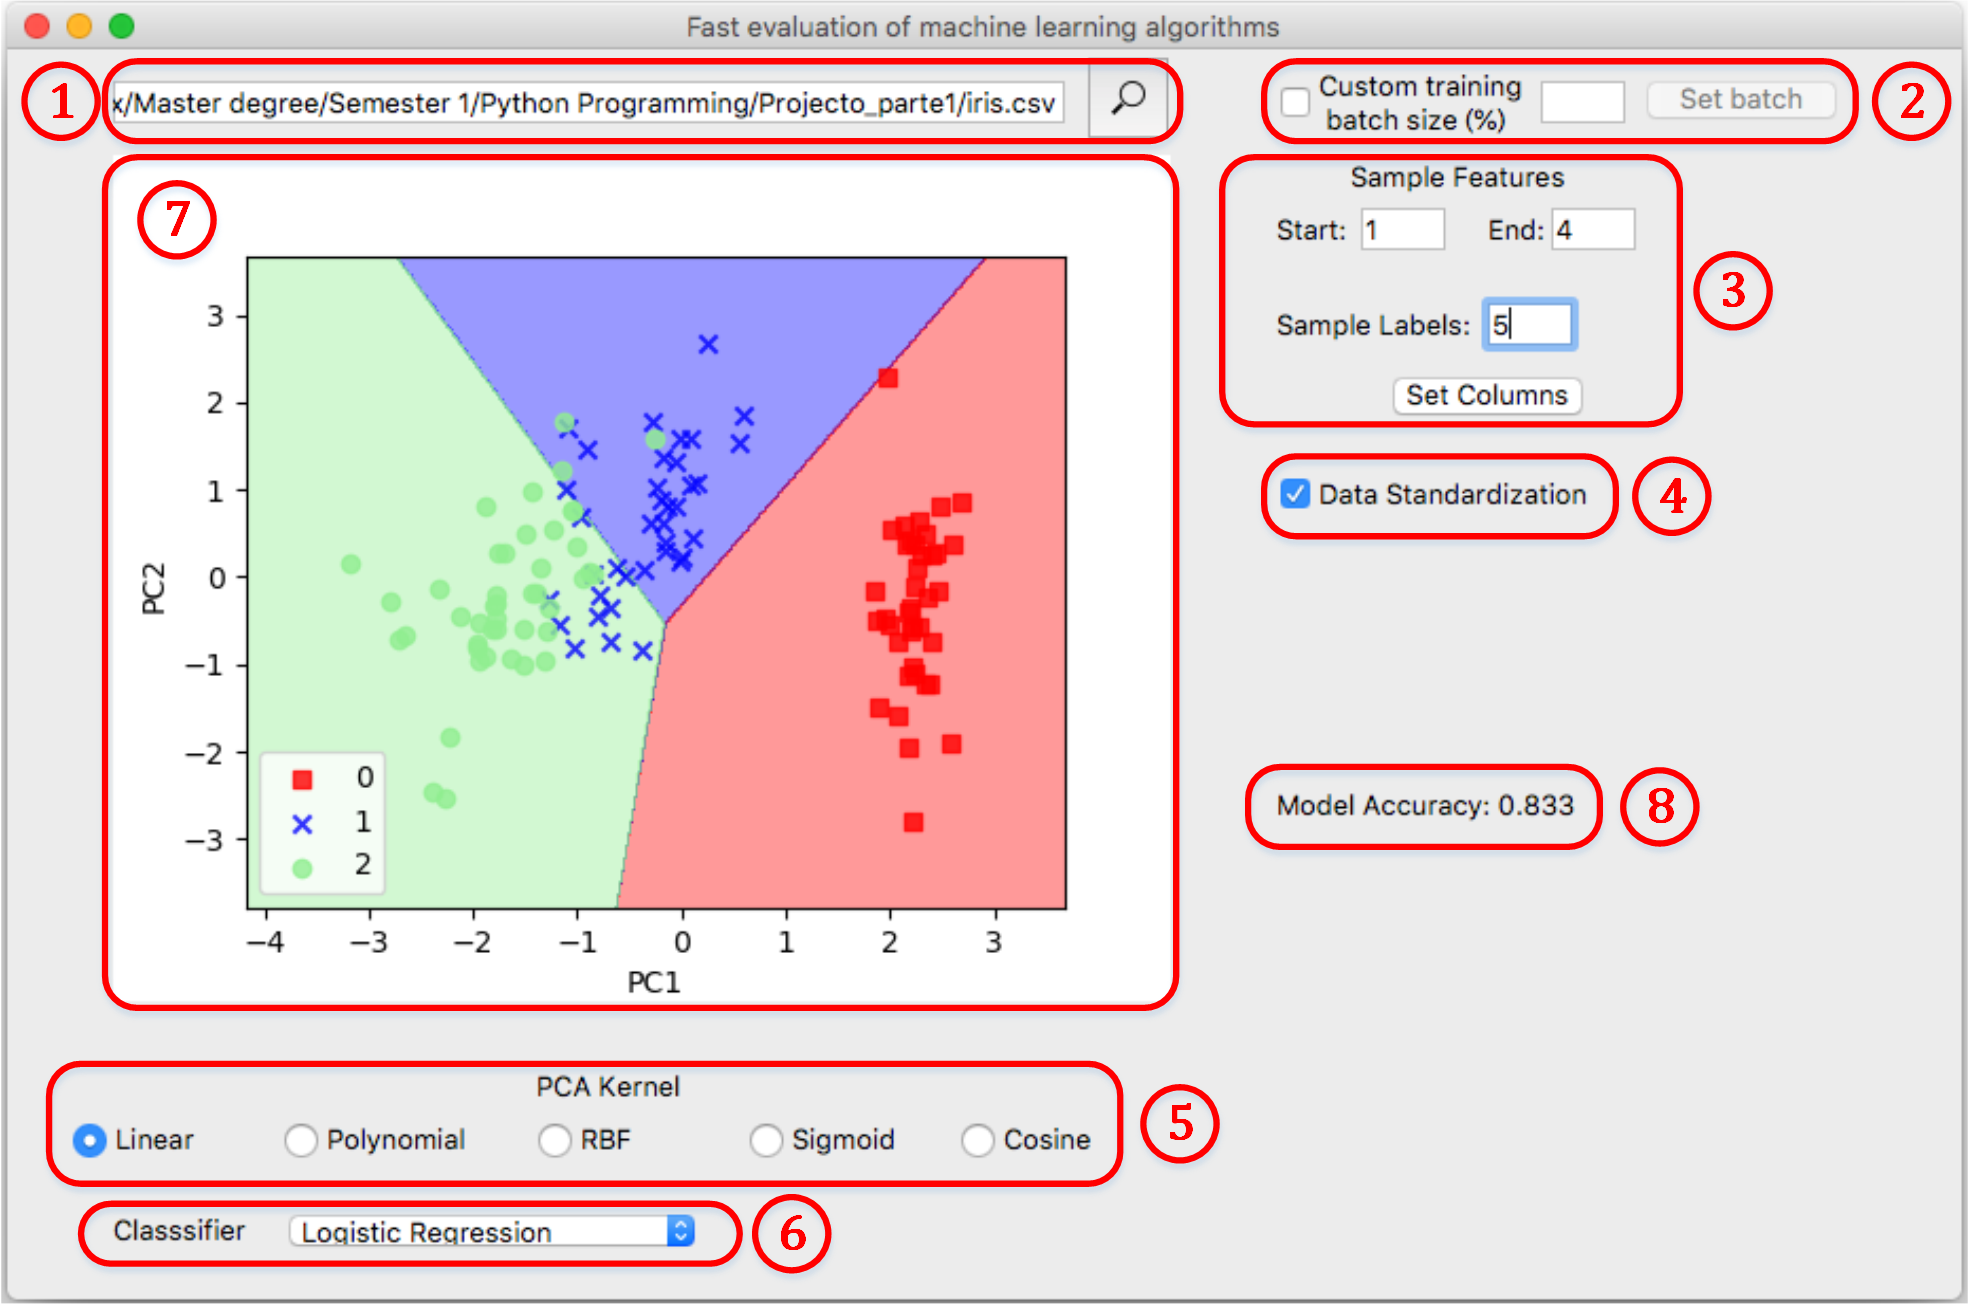 Fast evaluation of machine learning algorithms
1
x/Master degree/Semester 1/Python Programming/Projecto_parte1/iris.csv
Custom training
batch size (%)
Set batch
2
7
Sample Features
Start: 1 End: 4
Sample Labels: 5
Set Columns
3
Data Standardization
4
3
2
1
0
−1
−2
−3
PC2
0
1
2
−4 −3 −2 −1 0 1 2 3
PC1
Model Accuracy: 0.833
8
PCA Kernel
Linear Polynomial RBF Sigmoid Cosine
5
Classsifier Logistic Regression
6